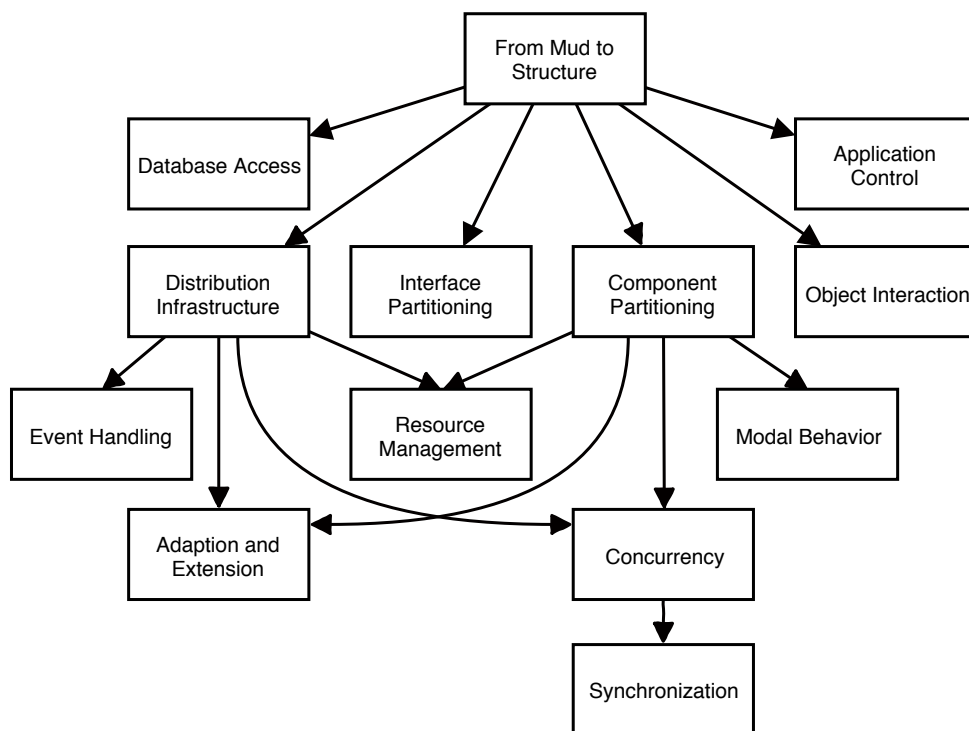 From Mud to
Structure
Database Access
Application
Control
Distribution
Infrastructure
Interface
Partitioning
Component
Partitioning
Object Interaction
Event Handling
Resource
Management
Modal Behavior
Adaption and
Extension
Concurrency
Synchronization